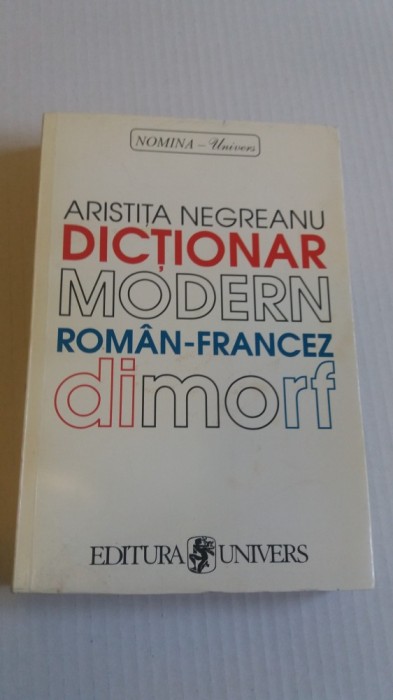 NOMINA – Univers
ARISTIȚA NEGREANU
DICȚIONAR
MODERN
ROMÂN-FRANCEZ
dimorf
EDITURA UNIVERS